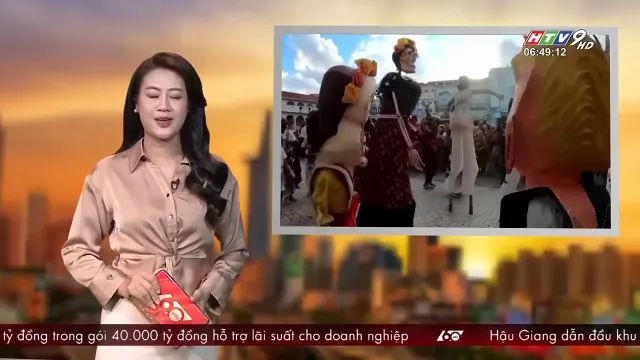 HTV9 HD
06:49:12
tỷ đồng trong gói 40.000 tỷ đồng hỗ trợ lãi suất cho doanh nghiệp 60 Hậu Giang dẫn đầu khu